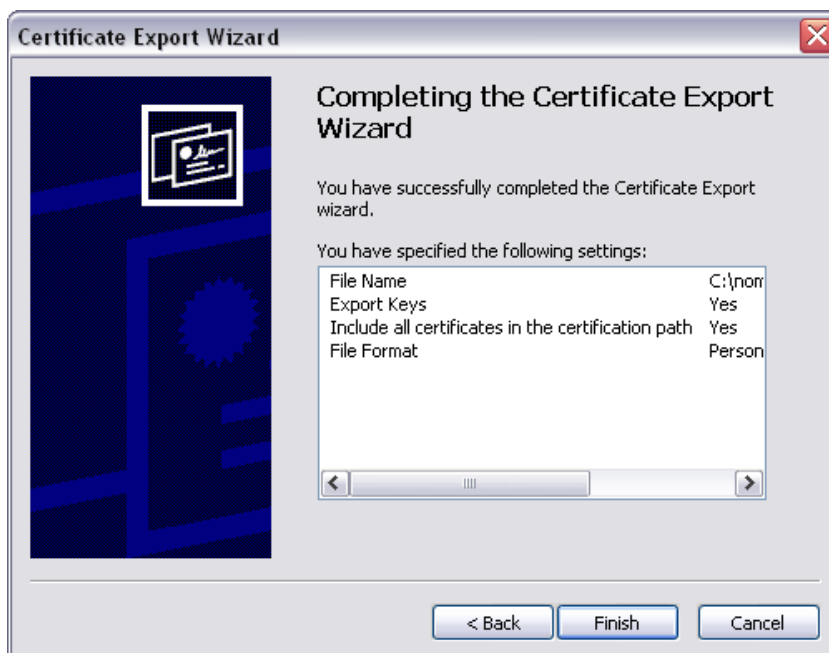 Certificate Export Wizard
Completing the Certificate Export
Wizard
You have successfully completed the Certificate Export
wizard.
You have specified the following settings:
File Name C:\nom
Export Keys Yes
Include all certificates in the certification path Yes
File Format Person
< Back Finish Cancel